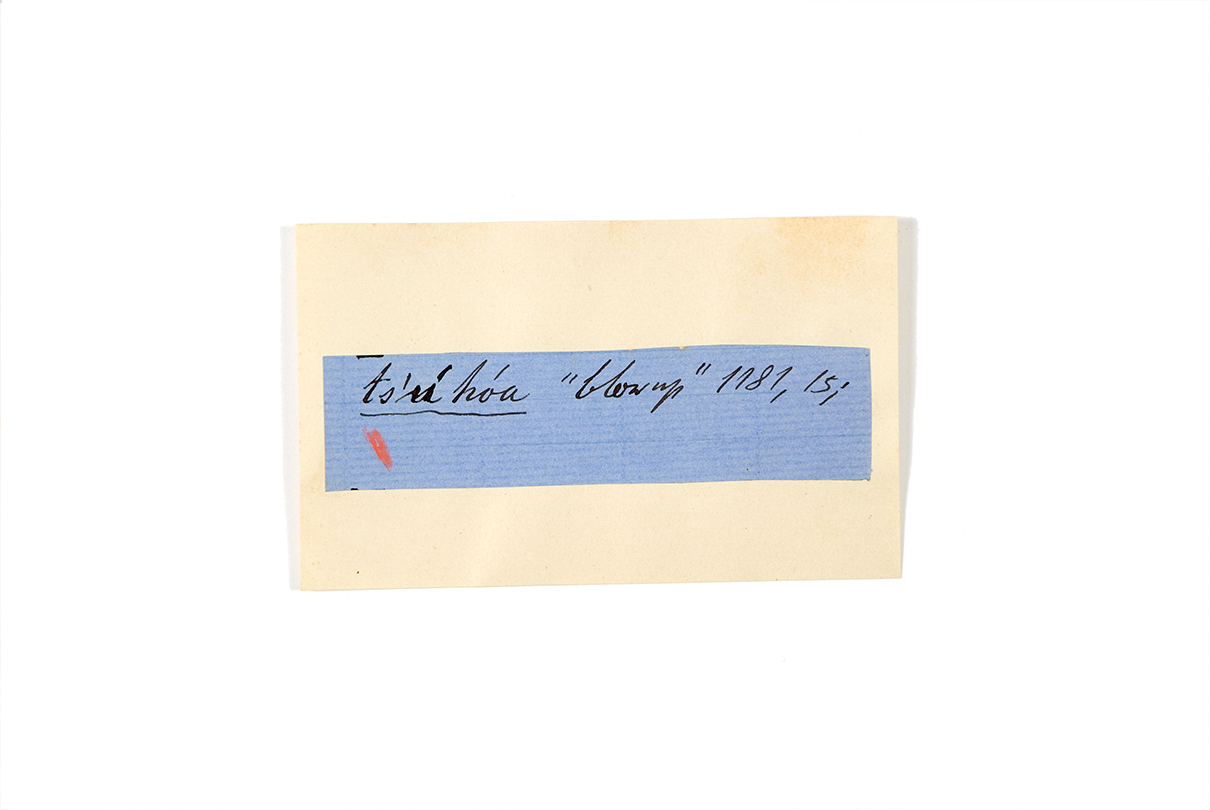 ts'ẃ hóa "blow up" 1181, 15;